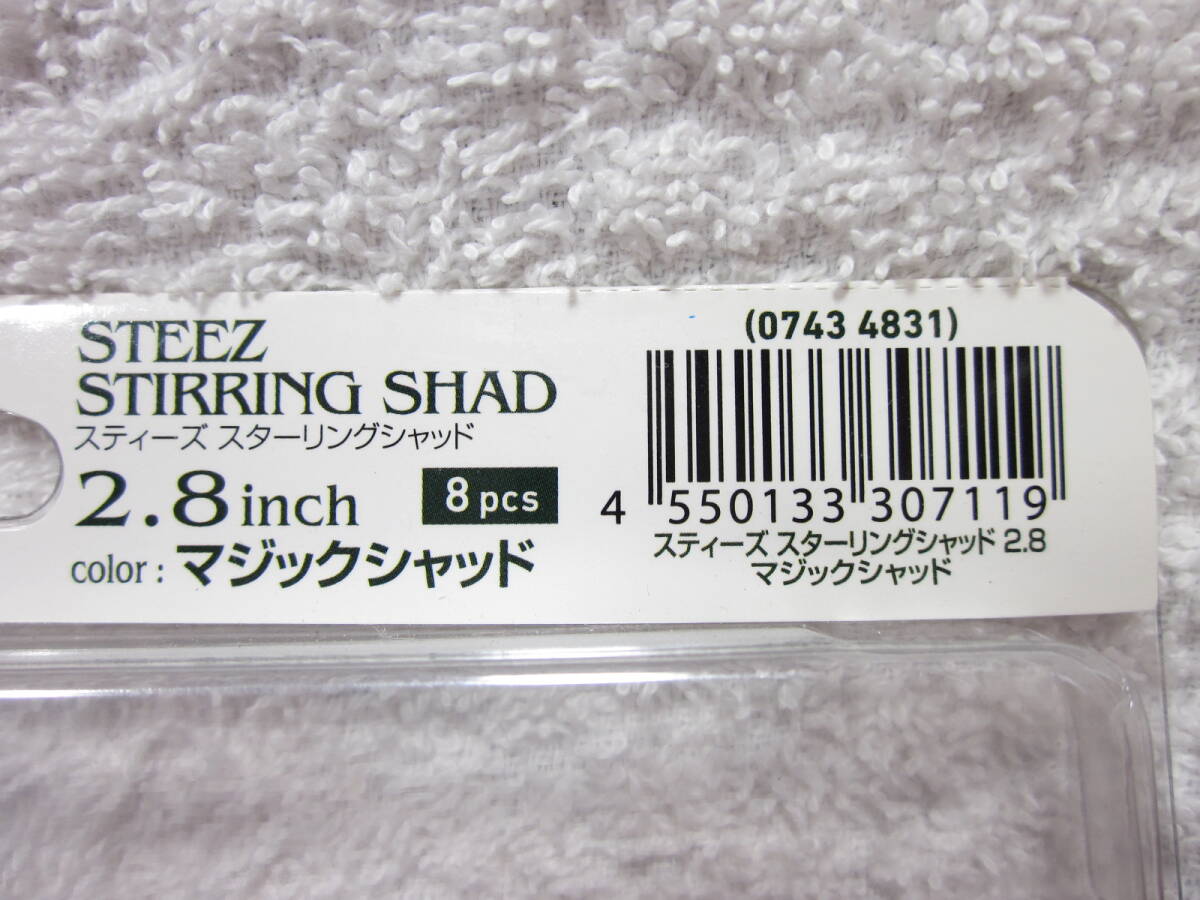 STEEZ
STIRRING SHAD
スティーズ スターリングシャッド
2.8inch 8 pcs
color : マジックシャッド
(0743 4831)
4 550133 307119
スティーズ スターリングシャッド 2.8
マジックシャッド